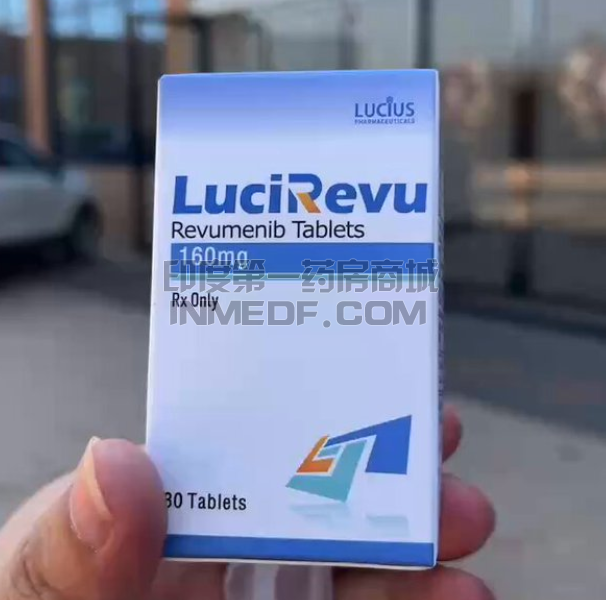 LUCIUS
PHARMACEUTICALS
LuciRevu
Revumenib Tablets
160mg
印度第一药房商城
Rx Only
INMEDF.COM
30 Tablets